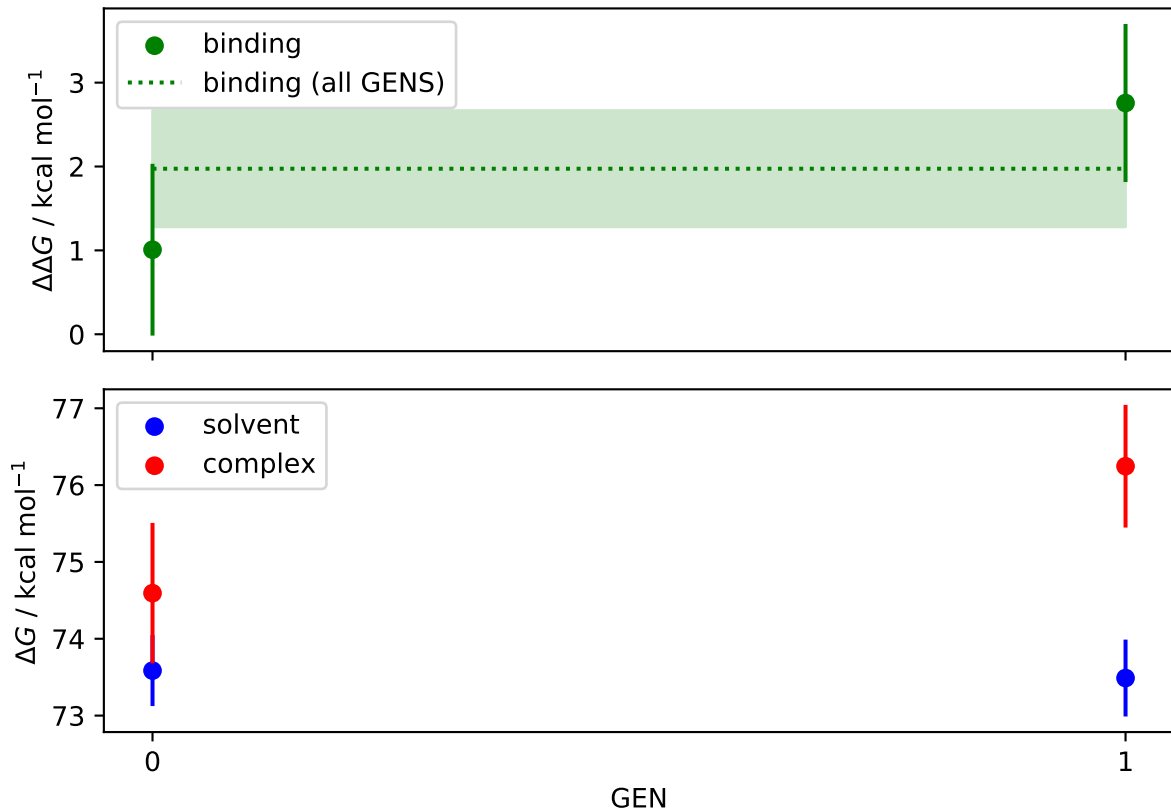 binding
binding (all GENS)
ΔΔG / kcal mol⁻¹
3
2
1
0
solvent
complex
ΔG / kcal mol⁻¹
77
76
75
74
73
0 1
GEN